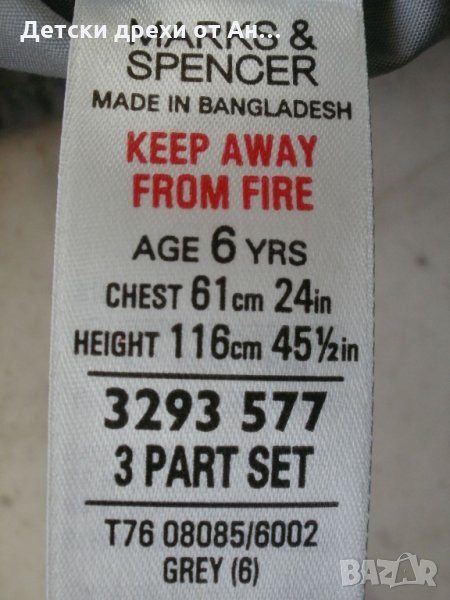 Детски дрехи от Ан...
MARKS &
SPENCER
MADE IN BANGLADESH
KEEP AWAY
FROM FIRE
AGE 6 YRS
CHEST 61cm 24in
HEIGHT 116cm 45½in
3293 577
3 PART SET
T76 08085/6002
GREY (6)
BAZAR